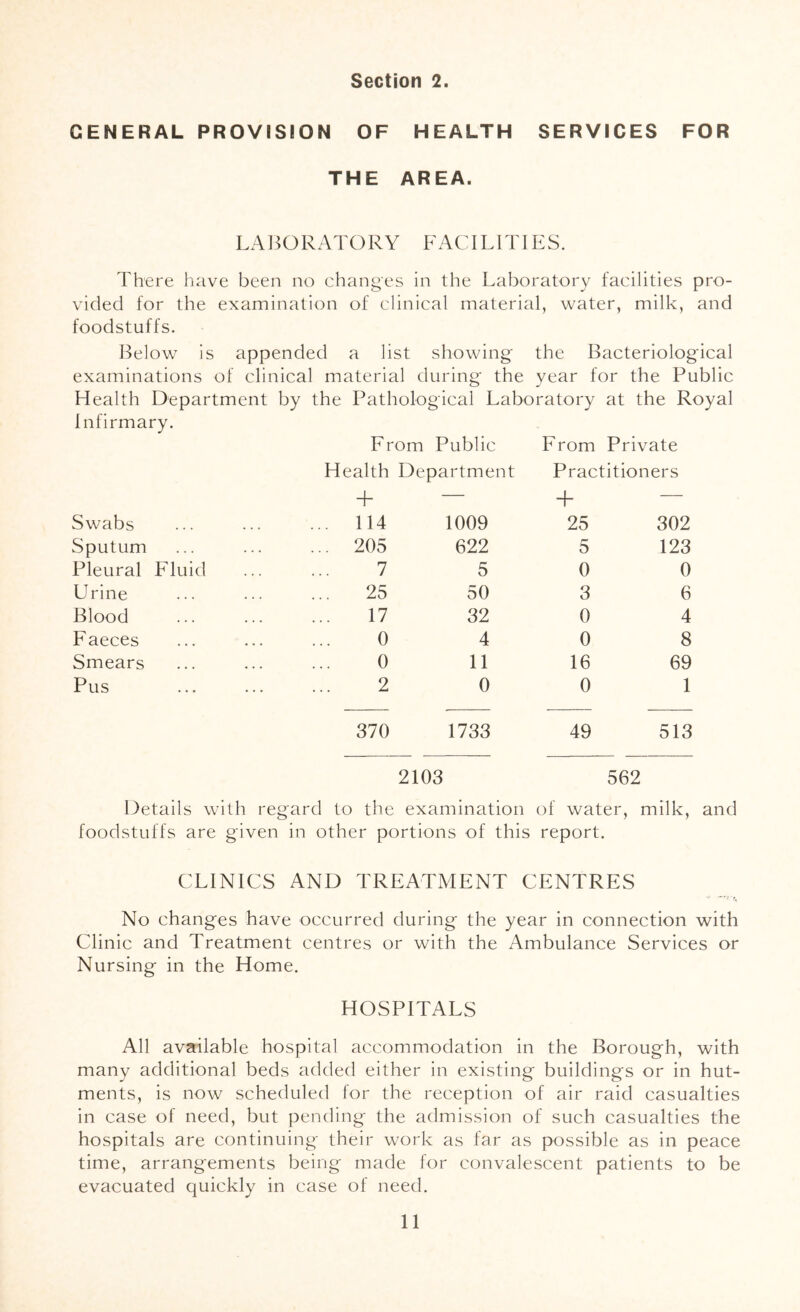 Section 2.
GENERAL PROVISION OF HEALTH SERVICES FOR
THE AREA.
LABORATORY FACILITIES.
There have been no changes in the Laboratory facilities pro-
vided for the examination of clinical material, water, milk, and
foodstuffs.
Below is appended a list showing the Bacteriological
examinations of clinical material during the year for the Public
Health Department by the Pathological Laboratory at the Royal
Infirmary.
From Public From Private
Health Department Practitioners
+ — + —
Swabs ... ... ... 114 1009 25 302
Sputum ... ... ... 205 622 5 123
Pleural Fluid ... ... 7 5 0 0
Urine ... ... ... 25 50 3 6
Blood ... ... ... 17 32 0 4
Faeces ... ... ... 0 4 0 8
Smears ... ... ... 0 11 16 69
Pus ... ... ... 2 0 0 1
370 1733 49 513
2103 562
Details with regard to the examination of water, milk, and
foodstuffs are given in other portions of this report.
CLINICS AND TREATMENT CENTRES
No changes have occurred during the year in connection with
Clinic and Treatment centres or with the Ambulance Services or
Nursing in the Home.
HOSPITALS
All available hospital accommodation in the Borough, with
many additional beds added either in existing buildings or in hut-
ments, is now scheduled for the reception of air raid casualties
in case of need, but pending the admission of such casualties the
hospitals are continuing their work as far as possible as in peace
time, arrangements being made for convalescent patients to be
evacuated quickly in case of need.
11